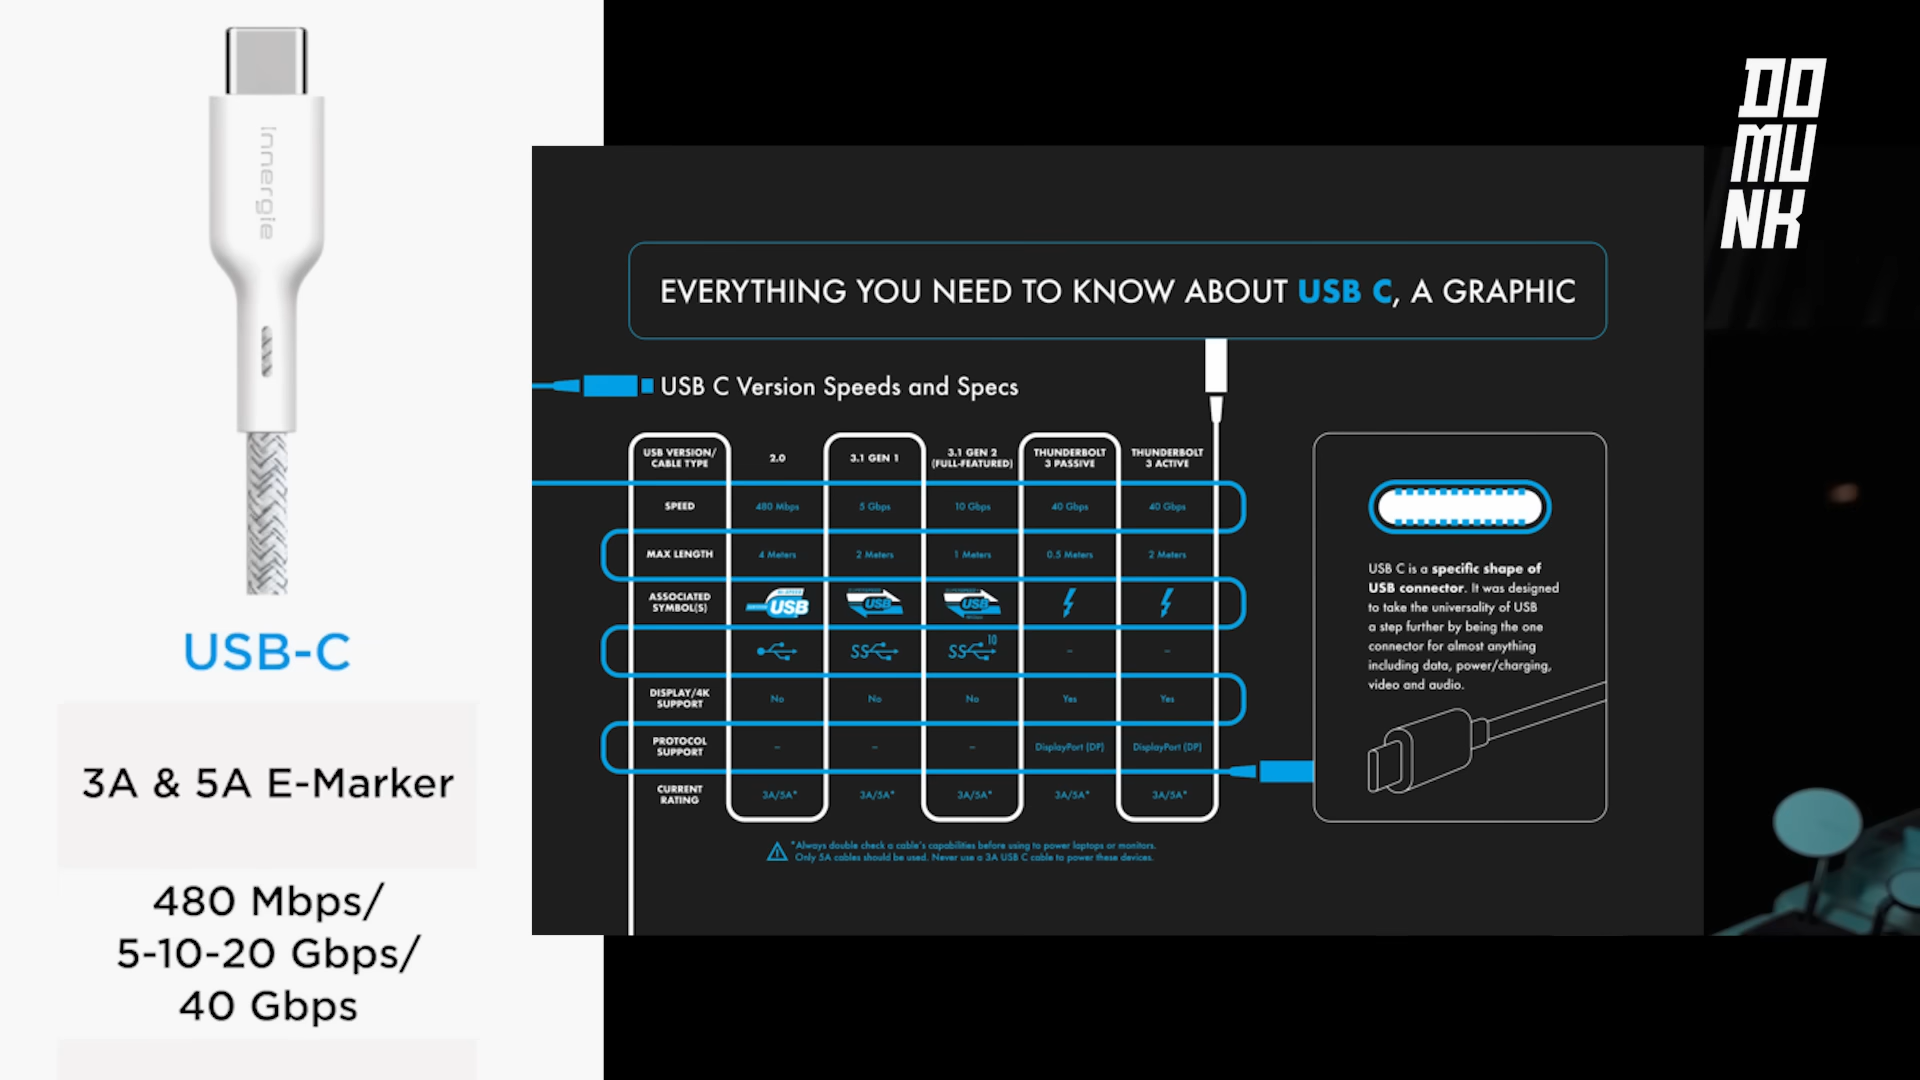 innergie
USB-C
3A & 5A E-Marker
480 Mbps/
5-10-20 Gbps/
40 Gbps
DO
MU
NK
EVERYTHING YOU NEED TO KNOW ABOUT USB C, A GRAPHIC
USB C Version Speeds and Specs
USB VERSION/
CABLE TYPE
2.0
3.1 GEN 1
3.1 GEN 2
(FULL-FEATURED)
THUNDERBOLT
3 PASSIVE
THUNDERBOLT
3 ACTIVE
SPEED
480 Mbps
5 Gbps
10 Gbps
40 Gbps
40 Gbps
MAX LENGTH
4 Meters
2 Meters
1 Meters
0.5 Meters
2 Meters
ASSOCIATED
SYMBOL(S)
USB
USB
USB
SS
SS 10
–
–
DISPLAY/4K
SUPPORT
No
No
No
Yes
Yes
PROTOCOL
SUPPORT
–
–
–
DisplayPort (DP)
DisplayPort (DP)
CURRENT
RATING
3A/5A*
3A/5A*
3A/5A*
3A/5A*
3A/5A*
*Always double check a cable's capabilities before using to power laptops or monitors.
Only 5A cables should be used. Never use a 3A USB C cable to power these devices.
USB C is a specific shape of
USB connector. It was designed
to take the universality of USB
a step further by being the one
connector for almost anything
including data, power/charging,
video and audio.